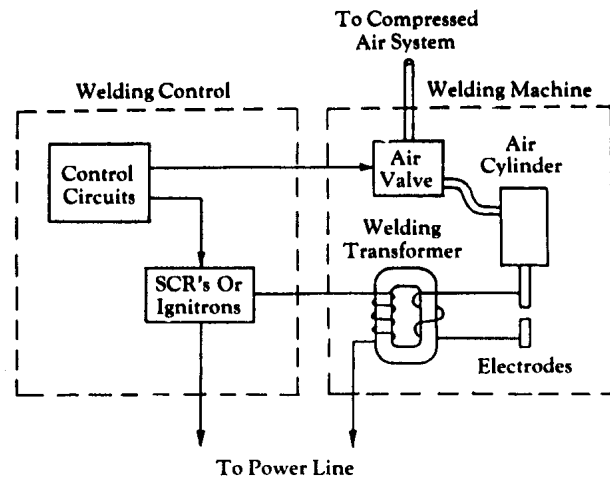 To Compressed
Air System
Welding Control
Welding Machine
Control
Circuits
Air
Valve
Air
Cylinder
Welding
Transformer
SCR's Or
Ignitrons
Electrodes
To Power Line